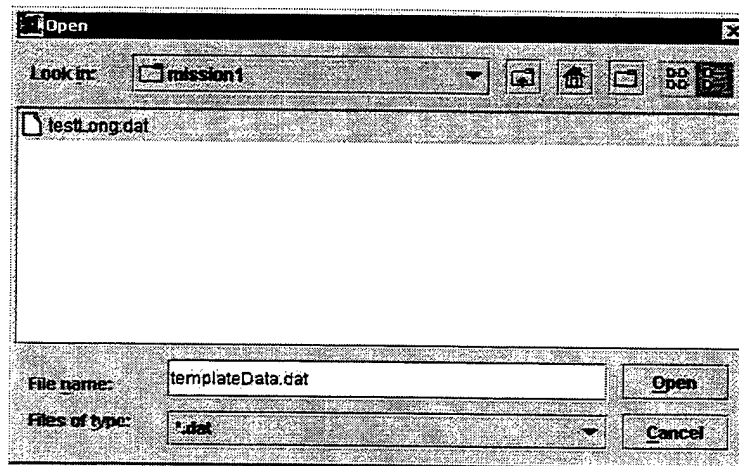 Open
Look in: mission1
testLong.dat
File name: templateData.dat Open
Files of type: *.dat Cancel